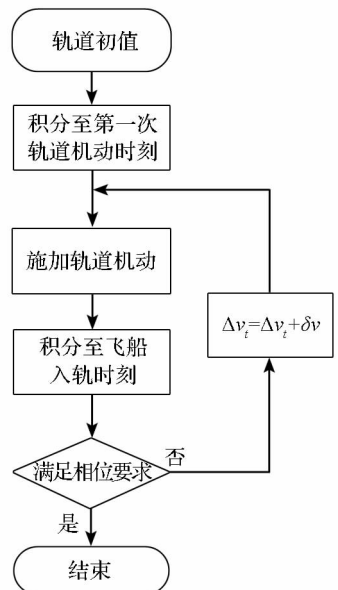 轨道初值
积分至第一次
轨道机动时刻
施加轨道机动
Δvₜ=Δvₜ+δv
积分至飞船
入轨时刻
满足相位要求
否
是
结束